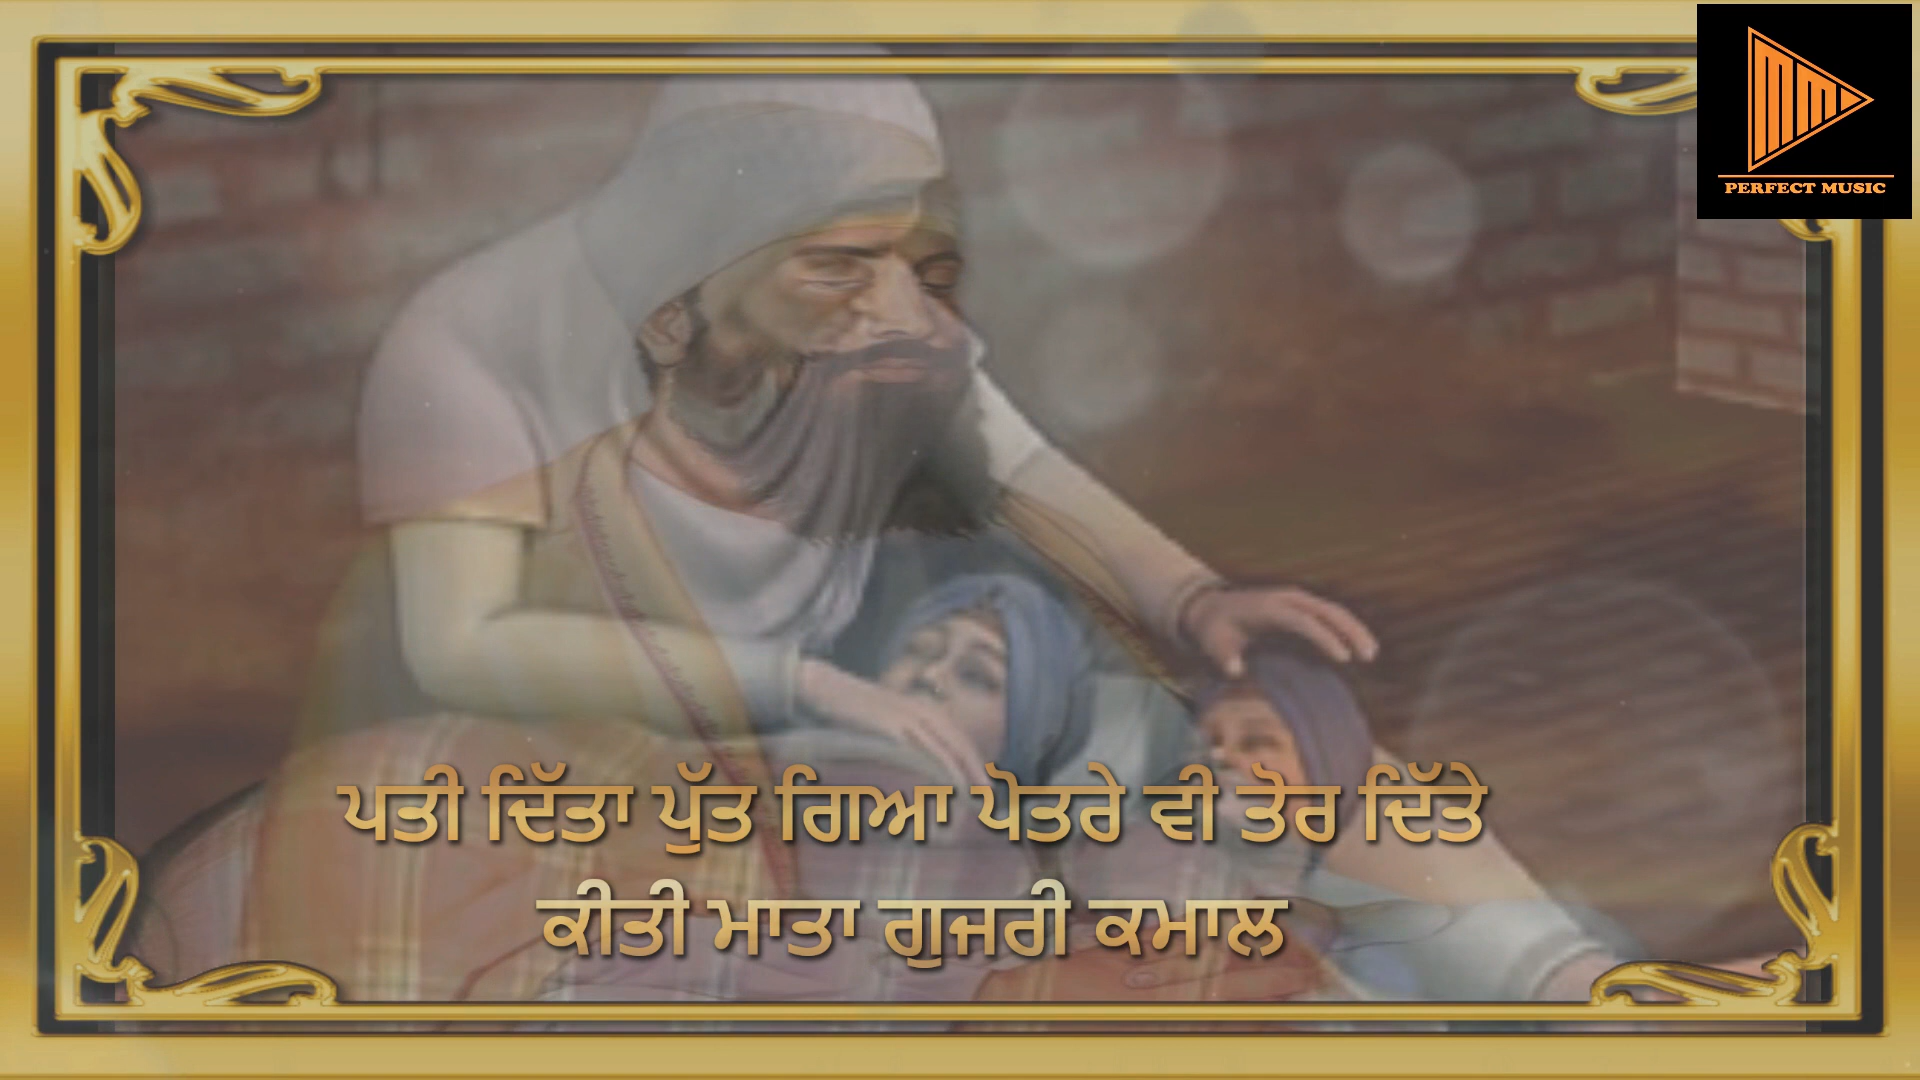 PERFECT MUSIC
ਪਤੀ ਦਿੱਤਾ ਪੁੱਤ ਗਿਆ ਪੋਤਰੇ ਵੀ ਤੋਰ ਦਿੱਤੇ
ਕੀਤੀ ਮਾਤਾ ਗੁਜਰੀ ਕਮਾਲ